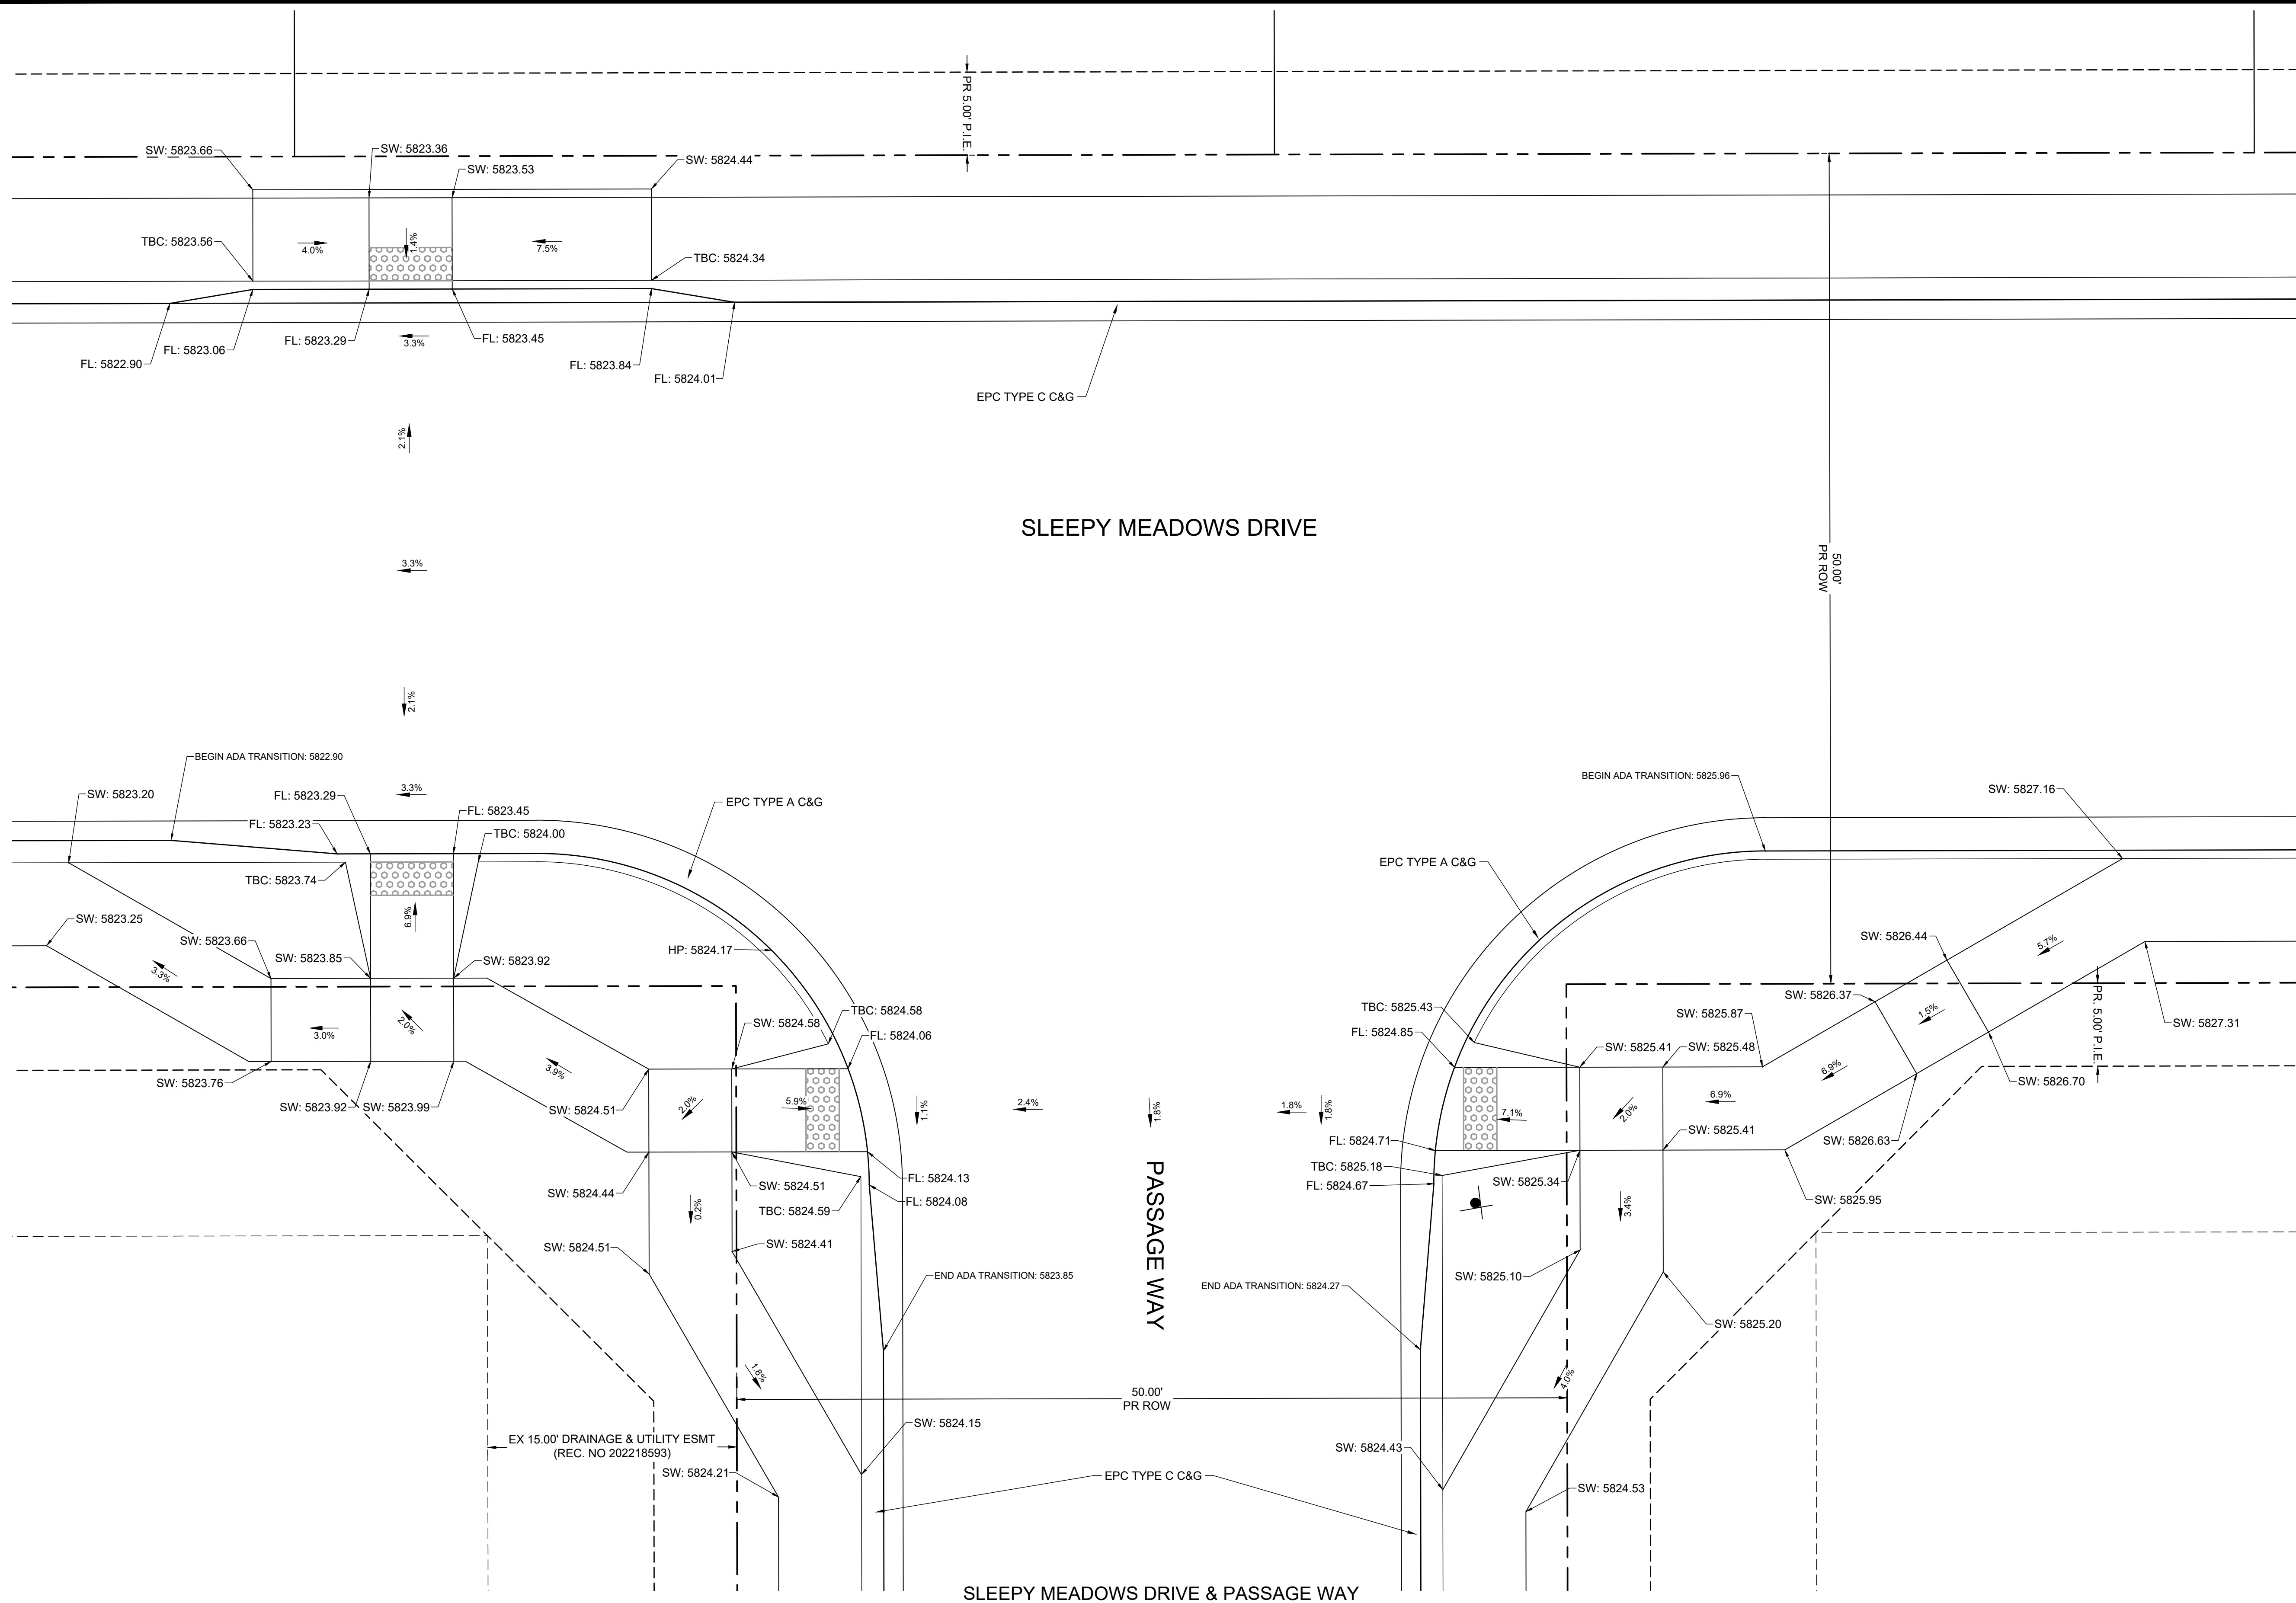 PR 5.00' P.I.E.
SW: 5823.66
SW: 5823.36
SW: 5823.53
SW: 5824.44
TBC: 5823.56
4.0%
1.4%
7.5%
TBC: 5824.34
FL: 5822.90
FL: 5823.06
FL: 5823.29
3.3%
FL: 5823.45
FL: 5823.84
FL: 5824.01
EPC TYPE C C&G
2.1%
SLEEPY MEADOWS DRIVE
50.00'
PR ROW
3.3%
2.1%
BEGIN ADA TRANSITION: 5822.90
3.3%
SW: 5823.20
FL: 5823.29
FL: 5823.23
FL: 5823.45
TBC: 5824.00
EPC TYPE A C&G
TBC: 5823.74
SW: 5823.25
6.9%
SW: 5823.66
SW: 5823.85
SW: 5823.92
HP: 5824.17
3.3%
3.0%
2.0%
SW: 5823.76
SW: 5823.92
SW: 5823.99
3.9%
SW: 5824.58
TBC: 5824.58
FL: 5824.06
SW: 5824.51
2.0%
5.9%
1.1%
2.4%
1.8%
1.8%
1.8%
SW: 5824.44
SW: 5824.51
TBC: 5824.59
FL: 5824.13
FL: 5824.08
0.2%
SW: 5824.51
SW: 5824.41
END ADA TRANSITION: 5823.85
1.8%
EX 15.00' DRAINAGE & UTILITY ESMT
(REC. NO 202218593)
SW: 5824.15
SW: 5824.21
PASSAGE WAY
50.00'
PR ROW
EPC TYPE C C&G
BEGIN ADA TRANSITION: 5825.96
SW: 5827.16
EPC TYPE A C&G
SW: 5826.44
5.7%
SW: 5826.37
1.5%
PR. 5.00' P.I.E.
SW: 5827.31
TBC: 5825.43
FL: 5824.85
SW: 5825.87
SW: 5825.41
SW: 5825.48
6.9%
6.9%
SW: 5826.70
7.1%
2.0%
FL: 5824.71
TBC: 5825.18
FL: 5824.67
SW: 5825.34
SW: 5825.41
SW: 5826.63
SW: 5825.95
3.4%
SW: 5825.10
END ADA TRANSITION: 5824.27
SW: 5825.20
4.0%
SW: 5824.43
SW: 5824.53
SLEEPY MEADOWS DRIVE & PASSAGE WAY